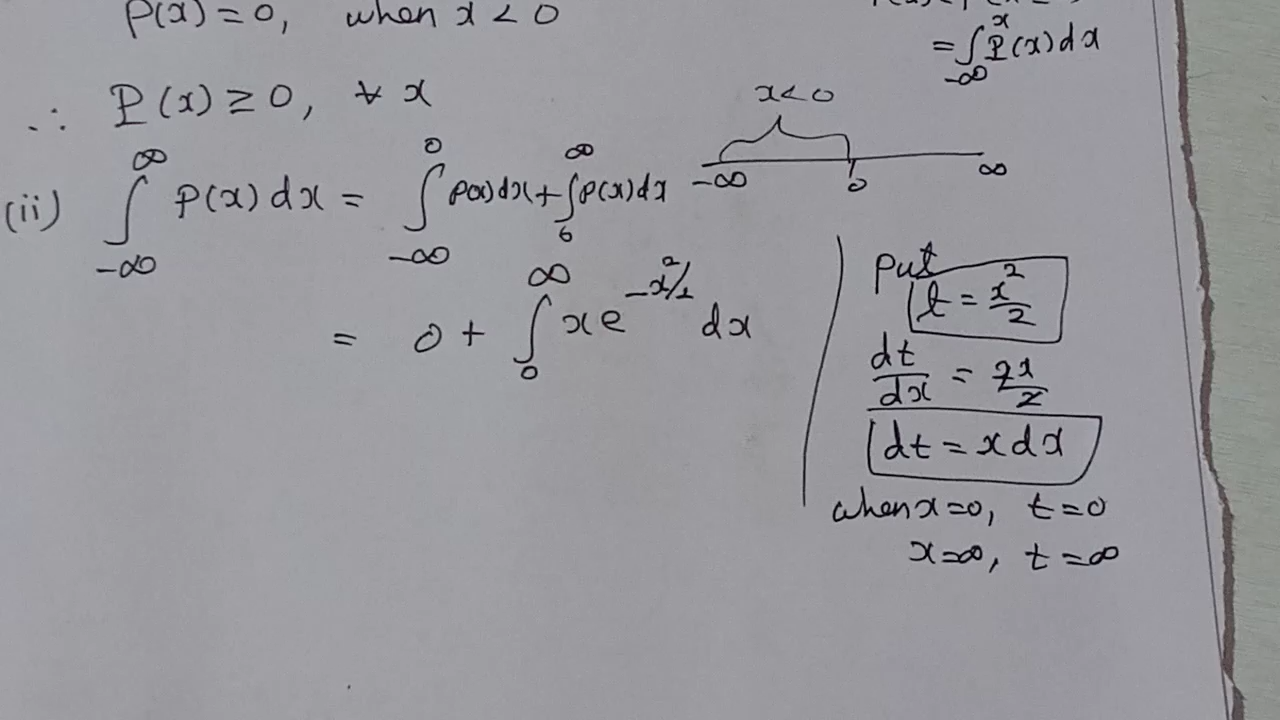 P(x) = 0, when x < 0
= ∫_{-∞}^{x} P(x) dx
∴ P(x) ≥ 0, ∀ x
x < 0
-∞ 0 ∞
(ii) ∫_{-∞}^{∞} P(x) dx = ∫_{-∞}^{0} P(x) dx + ∫_{0}^{∞} P(x) dx
= 0 + ∫_{0}^{∞} x e^{-x²/2} dx
Put
t = x²/2
dt/dx = 2x/2
dt = x dx
when x = 0, t = 0
x = ∞, t = ∞